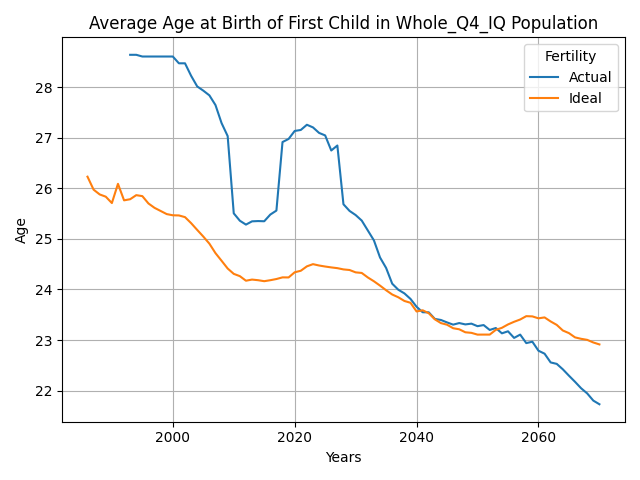 Average Age at Birth of First Child in Whole_Q4_IQ Population
Fertility
Actual
Ideal
Age
28
27
26
25
24
23
22
2000
2020
2040
2060
Years